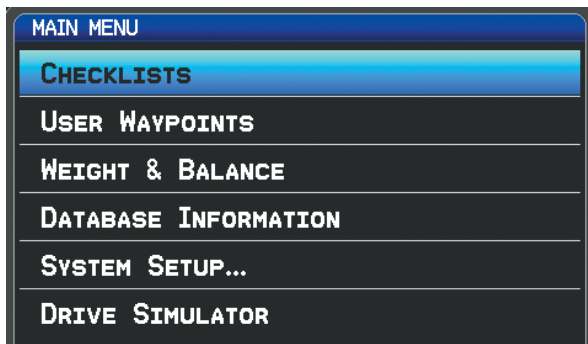 MAIN MENU
CHECKLISTS
USER WAYPOINTS
WEIGHT & BALANCE
DATABASE INFORMATION
SYSTEM SETUP...
DRIVE SIMULATOR